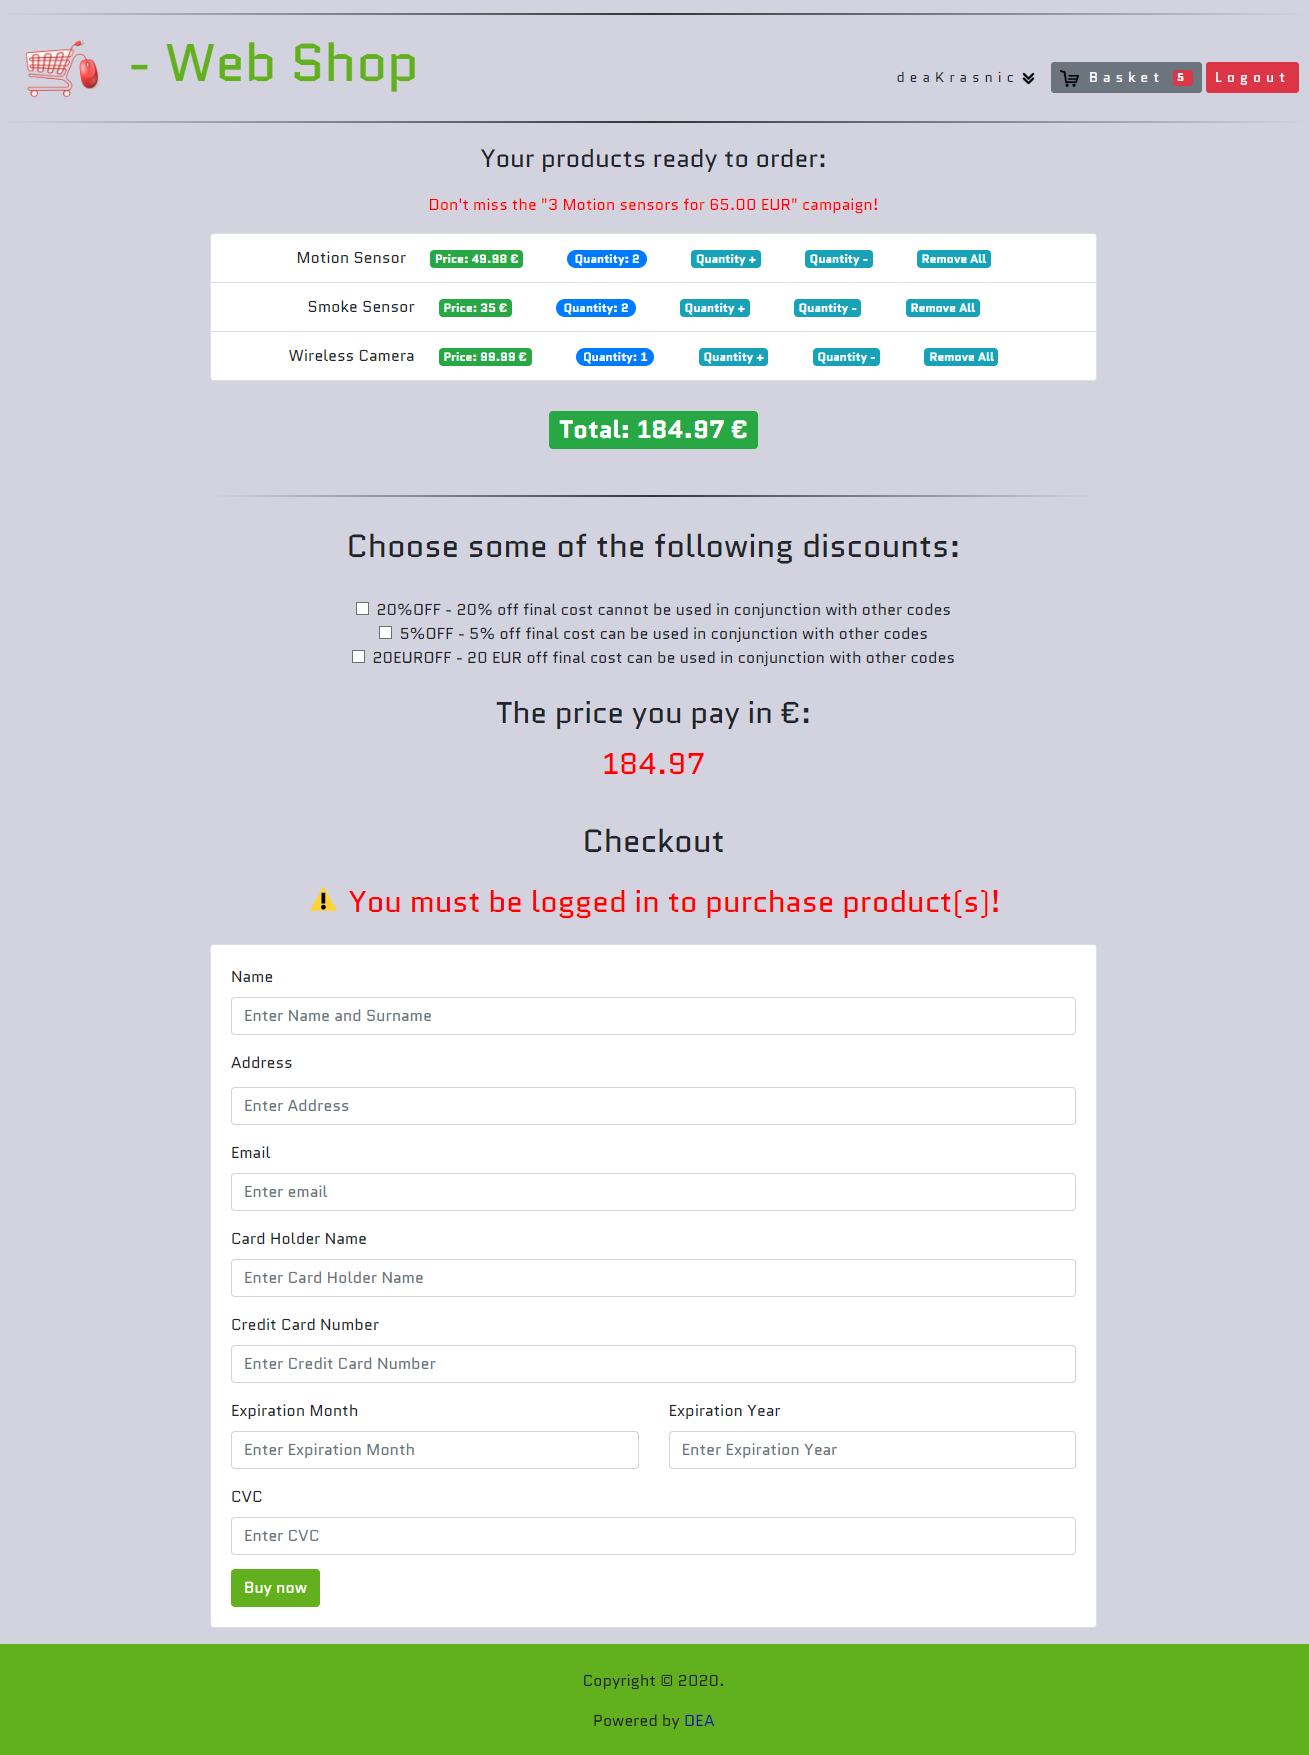 - Web Shop
deaKrasnic Basket 5 Logout
Your products ready to order:
Don't miss the "3 Motion sensors for 65.00 EUR" campaign!
Motion Sensor Price: 49.98 € Quantity: 2 Quantity + Quantity - Remove All
Smoke Sensor Price: 35 € Quantity: 2 Quantity + Quantity - Remove All
Wireless Camera Price: 99.99 € Quantity: 1 Quantity + Quantity - Remove All
Total: 184.97 €
Choose some of the following discounts:
20%OFF - 20% off final cost cannot be used in conjunction with other codes
5%OFF - 5% off final cost can be used in conjunction with other codes
20EUROFF - 20 EUR off final cost can be used in conjunction with other codes
The price you pay in €:
184.97
Checkout
You must be logged in to purchase product(s)!
Name
Enter Name and Surname
Address
Enter Address
Email
Enter email
Card Holder Name
Enter Card Holder Name
Credit Card Number
Enter Credit Card Number
Expiration Month Expiration Year
Enter Expiration Month Enter Expiration Year
CVC
Enter CVC
Buy now
Copyright © 2020.
Powered by DEA